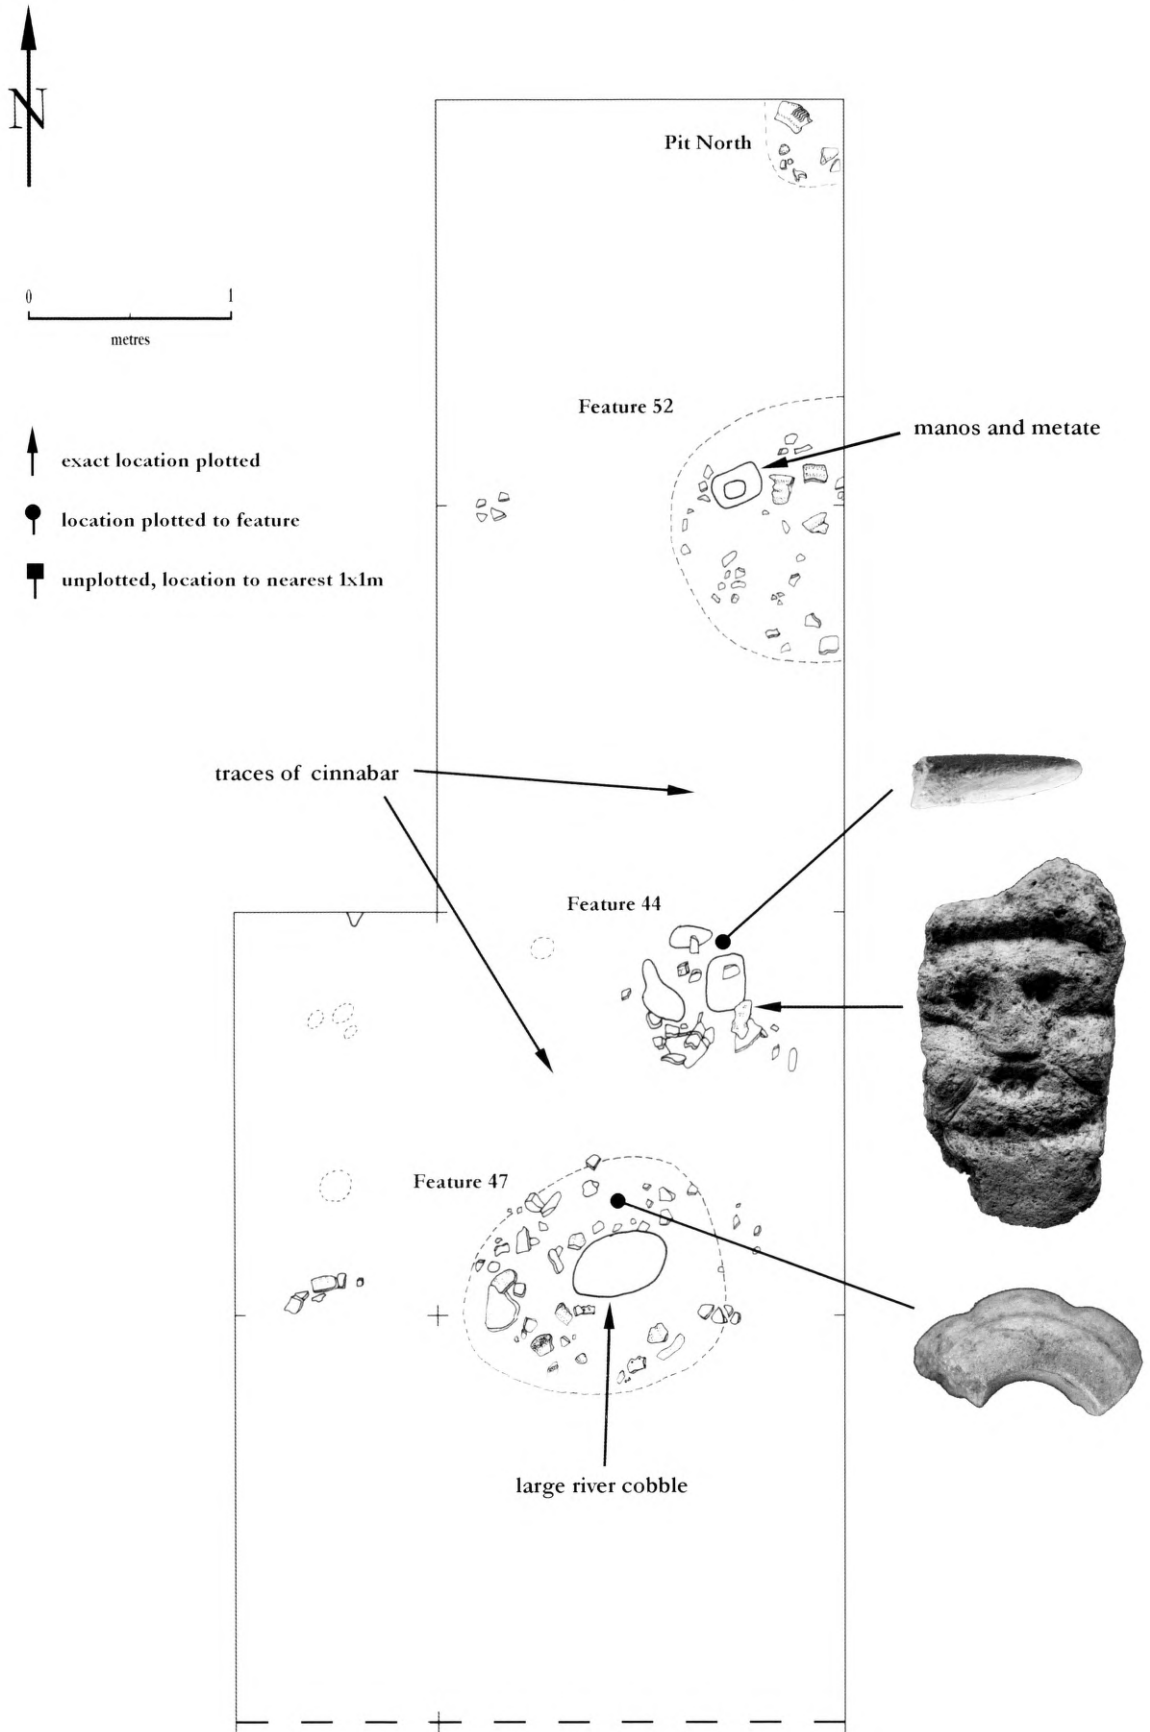 N
Pit North
0 1
metres
Feature 52
manos and metate
exact location plotted
location plotted to feature
unplotted, location to nearest 1x1m
traces of cinnabar
Feature 44
Feature 47
large river cobble